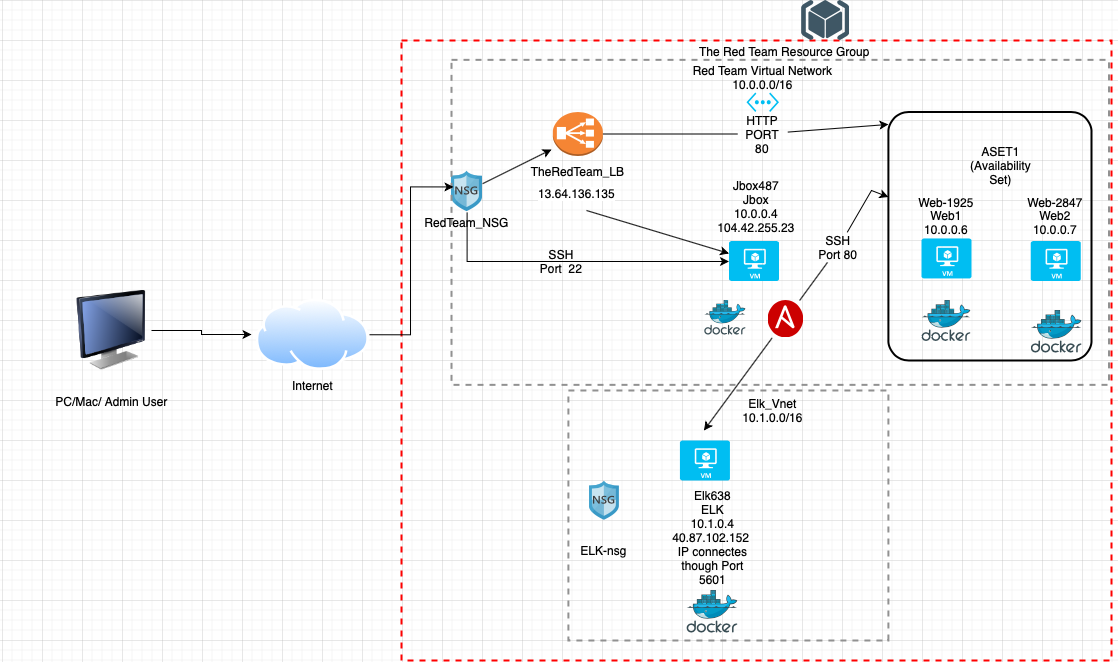 The Red Team Resource Group
Red Team Virtual Network
10.0.0.0/16
HTTP
PORT
80
TheRedTeam_LB
13.64.136.135
NSG
RedTeam_NSG
SSH
Port 22
Jbox487
Jbox
10.0.0.4
104.42.255.23
VM
docker
A
SSH
Port 80
ASET1
(Availability
Set)
Web-1925
Web1
10.0.0.6
VM
docker
Web-2847
Web2
10.0.0.7
VM
docker
PC/Mac/ Admin User
Internet
Elk_Vnet
10.1.0.0/16
VM
NSG
ELK-nsg
Elk638
ELK
10.1.0.4
40.87.102.152
IP connectes
though Port
5601
docker